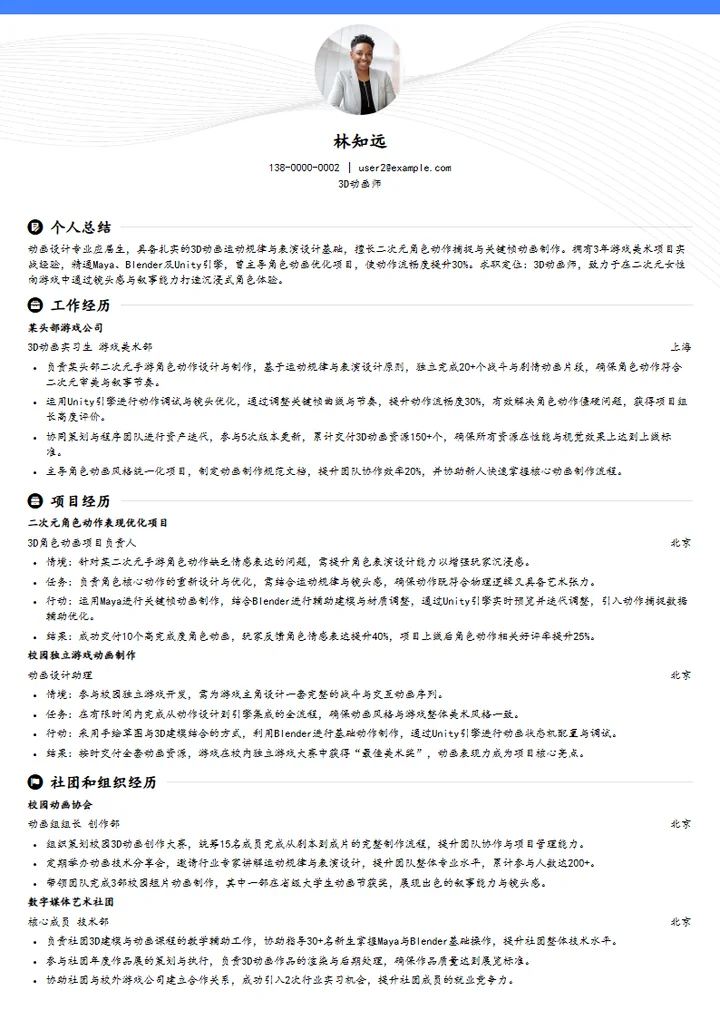 林知远
138-0000-0002 | user2@example.com
3D动画师
个人总结
动画设计专业应届生，具备扎实的3D动画运动规律与表演设计基础，擅长二次元角色动作捕捉与关键帧动画制作。拥有3年游戏美术项目实
战经验，精通Maya、Blender及Unity引擎，曾主导角色动画优化项目，使动作流畅度提升30%。求职定位：3D动画师，致力于在二次元女性
向游戏中通过镜头感与叙事能力打造沉浸式角色体验。
工作经历
某头部游戏公司
3D动画实习生 游戏美术部 上海
• 负责某头部二次元手游角色动作设计与制作，基于运动规律与表演设计原则，独立完成20+个战斗与剧情动画片段，确保角色动作符合
二次元审美与叙事节奏。
• 运用Unity引擎进行动作调试与镜头优化，通过调整关键帧曲线与节奏，提升动作流畅度30%，有效解决角色动作僵硬问题，获得项目组
长高度评价。
• 协同策划与程序团队进行资产迭代，参与5次版本更新，累计交付3D动画资源150+个，确保所有资源在性能与视觉效果上达到上线标
准。
• 主导角色动画风格统一化项目，制定动画制作规范文档，提升团队协作效率20%，并协助新人快速掌握核心动画制作流程。
项目经历
二次元角色动作表现优化项目
3D角色动画项目负责人 北京
• 情境：针对某二次元手游角色动作缺乏情感表达的问题，需提升角色表演设计能力以增强玩家沉浸感。
• 任务：负责角色核心动作的重新设计与优化，需结合运动规律与镜头感，确保动作既符合物理逻辑又具备艺术张力。
• 行动：运用Maya进行关键帧动画制作，结合Blender进行辅助建模与材质调整，通过Unity引擎实时预览并迭代调整，引入动作捕捉数据
辅助优化。
• 结果：成功交付10个高完成度角色动画，玩家反馈角色情感表达提升40%，项目上线后角色动作相关好评率提升25%。
校园独立游戏动画制作
动画设计助理 北京
• 情境：参与校园独立游戏开发，需为游戏主角设计一套完整的战斗与交互动画序列。
• 任务：在有限时间内完成从动作设计到引擎集成的全流程，确保动画风格与游戏整体美术风格一致。
• 行动：采用手绘草图与3D建模结合的方式，利用Blender进行基础动作制作，通过Unity引擎进行动画状态机配置与调试。
• 结果：按时交付全套动画资源，游戏在校内独立游戏大赛中获得“最佳美术奖”，动画表现力成为项目核心亮点。
社团和组织经历
校园动画协会
动画组组长 创作部 北京
• 组织策划校园3D动画创作大赛，统筹15名成员完成从剧本到成片的完整制作流程，提升团队协作与项目管理能力。
• 定期举办动画技术分享会，邀请行业专家讲解运动规律与表演设计，提升团队整体专业水平，累计参与人数达200+。
• 带领团队完成3部校园短片动画制作，其中一部在省级大学生动画节获奖，展现出色的叙事能力与镜头感。
数字媒体艺术社团
核心成员 技术部 北京
• 负责社团3D建模与动画课程的教学辅助工作，协助指导30+名新生掌握Maya与Blender基础操作，提升社团整体技术水平。
• 参与社团年度作品展的策划与执行，负责3D动画作品的渲染与后期处理，确保作品质量达到展览标准。
• 协助社团与校外游戏公司建立合作关系，成功引入2次行业实习机会，提升社团成员的就业竞争力。